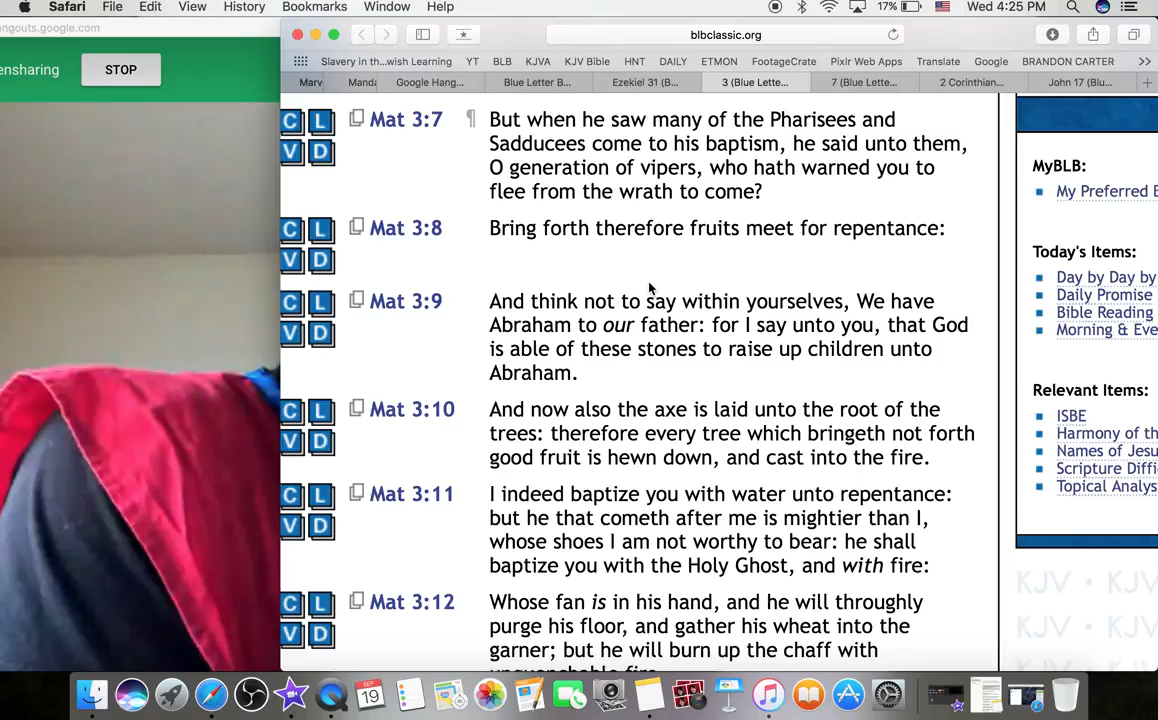 Safari File Edit View History Bookmarks Window Help 17% Wed 4:25 PM
angouts.google.com
blbclassic.org
ensharing STOP
Slavery in th...wish Learning YT BLB KJVA KJV Bible HNT DAILY ETMON FootageCrate Pixlr Web Apps Translate Google BRANDON CARTER
Marv Manda Google Hang... Blue Letter B... Ezekiel 31 (B... 3 (Blue Lette... 7 (Blue Lette... 2 Corinthian... John 17 (Blu...
C L V D Mat 3:7 ¶ But when he saw many of the Pharisees and
Sadducees come to his baptism, he said unto them,
O generation of vipers, who hath warned you to
flee from the wrath to come?
C L V D Mat 3:8 Bring forth therefore fruits meet for repentance:
C L V D Mat 3:9 And think not to say within yourselves, We have
Abraham to our father: for I say unto you, that God
is able of these stones to raise up children unto
Abraham.
C L V D Mat 3:10 And now also the axe is laid unto the root of the
trees: therefore every tree which bringeth not forth
good fruit is hewn down, and cast into the fire.
C L V D Mat 3:11 I indeed baptize you with water unto repentance:
but he that cometh after me is mightier than I,
whose shoes I am not worthy to bear: he shall
baptize you with the Holy Ghost, and with fire:
C L V D Mat 3:12 Whose fan is in his hand, and he will throughly
purge his floor, and gather his wheat into the
garner; but he will burn up the chaff with
unquenchable fire.
MyBLB:
My Preferred B
Today's Items:
Day by Day by
Daily Promise
Bible Reading
Morning & Eve
Relevant Items:
ISBE
Harmony of th
Names of Jesu
Scripture Diffi
Topical Analys
KJV • KJV
KJV • KJV
SEP
19